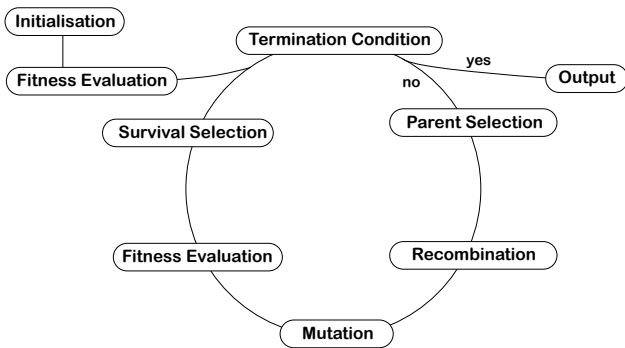 Initialisation
Termination Condition
Fitness Evaluation
yes
Output
no
Survival Selection
Parent Selection
Fitness Evaluation
Recombination
Mutation